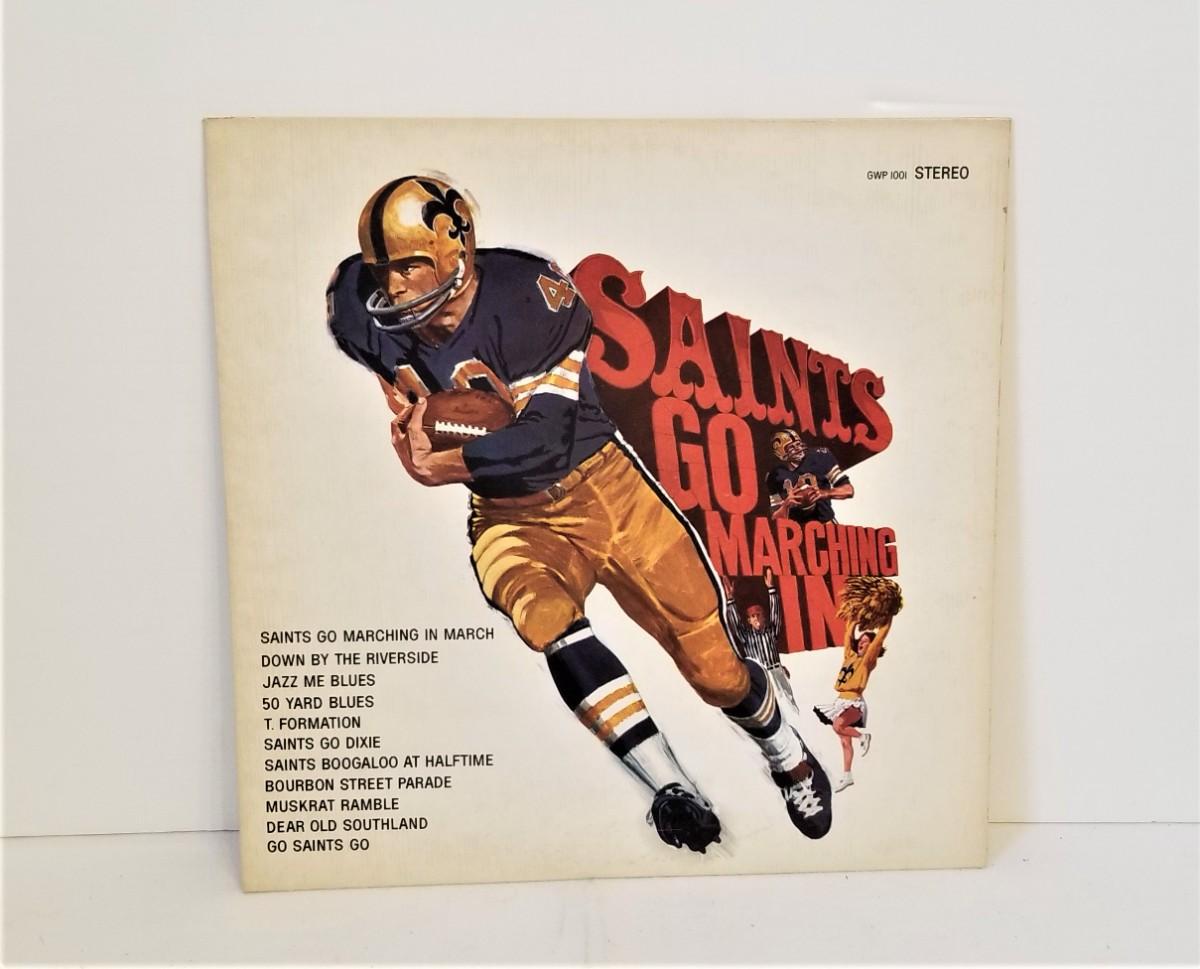 GWP 1001 STEREO
SAINTS
GO
MARCHING
IN
SAINTS GO MARCHING IN MARCH
DOWN BY THE RIVERSIDE
JAZZ ME BLUES
50 YARD BLUES
T. FORMATION
SAINTS GO DIXIE
SAINTS BOOGALOO AT HALFTIME
BOURBON STREET PARADE
MUSKRAT RAMBLE
DEAR OLD SOUTHLAND
GO SAINTS GO